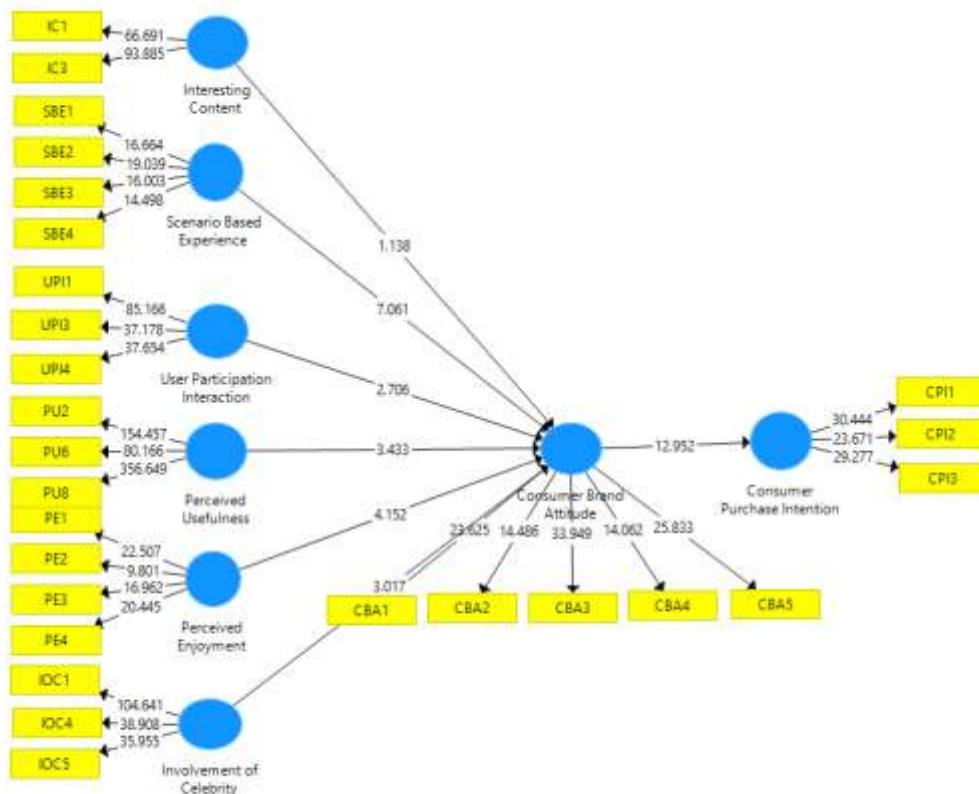 IC1
66.691
IC3
93.885
Interesting
Content
SBE1
16.664
SBE2
19.039
SBE3
16.003
SBE4
14.498
Scenario Based
Experience
1.138
7.061
UPI1
85.166
UPI3
37.178
UPI4
37.654
User Participation
Interaction
2.706
PU2
154.457
PU6
80.166
PU8
356.649
Perceived
Usefulness
3.433
Consumer Brand
Attitude
12.952
Consumer
Purchase Intention
CPI1
30.444
CPI2
23.671
CPI3
29.277
PE1
22.507
PE2
9.801
PE3
16.962
PE4
20.445
Perceived
Enjoyment
4.152
23.625
14.486
33.949
14.062
25.833
3.017
CBA1
CBA2
CBA3
CBA4
CBA5
IOC1
104.641
IOC4
38.908
IOC5
35.955
Involvement of
Celebrity